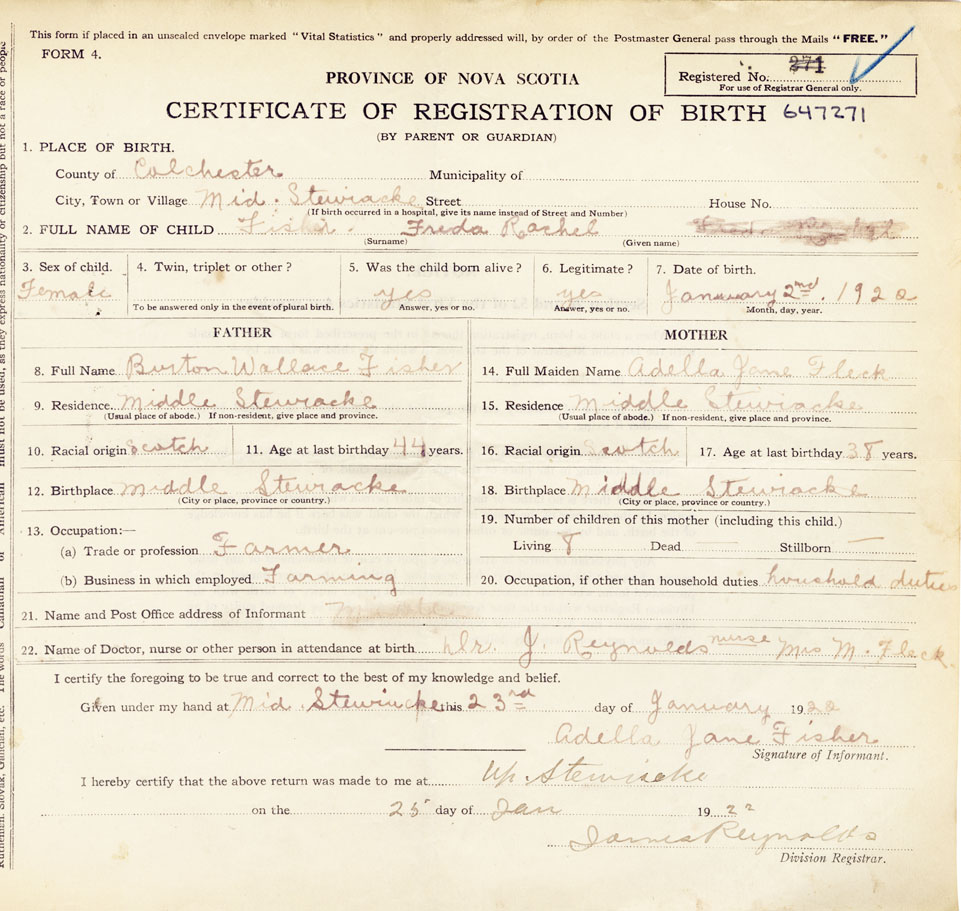 This form if placed in an unsealed envelope marked "Vital Statistics" and properly addressed will, by order of the Postmaster General pass through the Mails "FREE."
FORM 4.
PROVINCE OF NOVA SCOTIA
Registered No. 271
For use of Registrar General only.
CERTIFICATE OF REGISTRATION OF BIRTH 647271
(BY PARENT OR GUARDIAN)
1. PLACE OF BIRTH.
County of Colchester Municipality of
City, Town or Village Mid. Stewiacke Street House No.
(If birth occurred in a hospital, give its name instead of Street and Number)
2. FULL NAME OF CHILD Fisher. Freda Rachel
(Surname) (Given name)
3. Sex of child. 4. Twin, triplet or other? 5. Was the child born alive? 6. Legitimate? 7. Date of birth.
Female yes yes January 2nd. 1922
To be answered only in the event of plural birth. Answer, yes or no. Answer, yes or no. Month, day, year.
FATHER MOTHER
8. Full Name Burton Wallace Fisher 14. Full Maiden Name Adella Jane Fleck
9. Residence. Middle Stewiacke 15. Residence Middle Stewiacke
(Usual place of abode.) If non-resident, give place and province. (Usual place of abode.) If non-resident, give place and province.
10. Racial origin Scotch 11. Age at last birthday 44 years. 16. Racial origin Scotch 17. Age at last birthday 38 years.
12. Birthplace Middle Stewiacke 18. Birthplace Middle Stewiacke
(City or place, province or country.) (City or place, province or country.)
13. Occupation:— 19. Number of children of this mother (including this child.)
(a) Trade or profession Farmer Living 8 Dead — Stillborn —
(b) Business in which employed Farming 20. Occupation, if other than household duties household duties
21. Name and Post Office address of Informant Middle
22. Name of Doctor, nurse or other person in attendance at birth Dr. J. Reynolds nurse Mrs M. Fleck.
I certify the foregoing to be true and correct to the best of my knowledge and belief.
Given under my hand at Mid. Stewiacke this 23rd day of January 1922
Adella Jane Fisher
Signature of Informant.
I hereby certify that the above return was made to me at Up. Stewiacke
on the 25 day of Jan 1922
James Reynolds
Division Registrar.